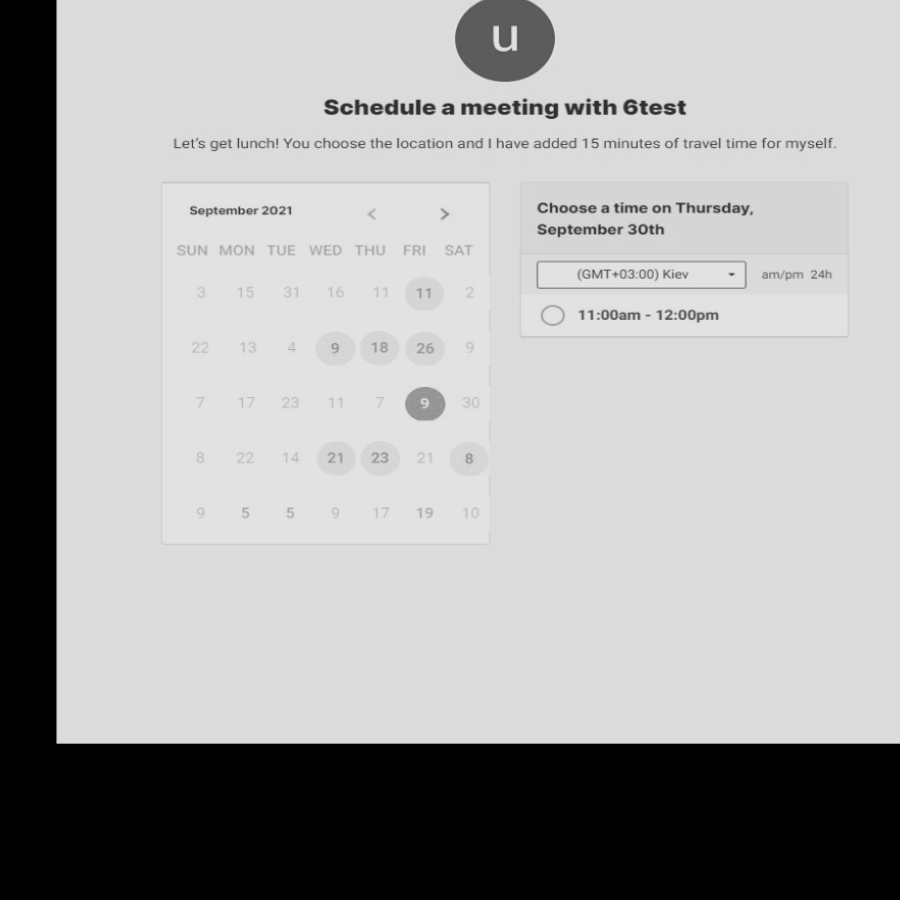 u
Schedule a meeting with 6test
Let's get lunch! You choose the location and I have added 15 minutes of travel time for myself.
September 2021 < >
SUN MON TUE WED THU FRI SAT
3 15 31 16 11 11 2
22 13 4 9 18 26 9
7 17 23 11 7 9 30
8 22 14 21 23 21 8
9 5 5 9 17 19 10
Choose a time on Thursday,
September 30th
(GMT+03:00) Kiev am/pm 24h
11:00am - 12:00pm